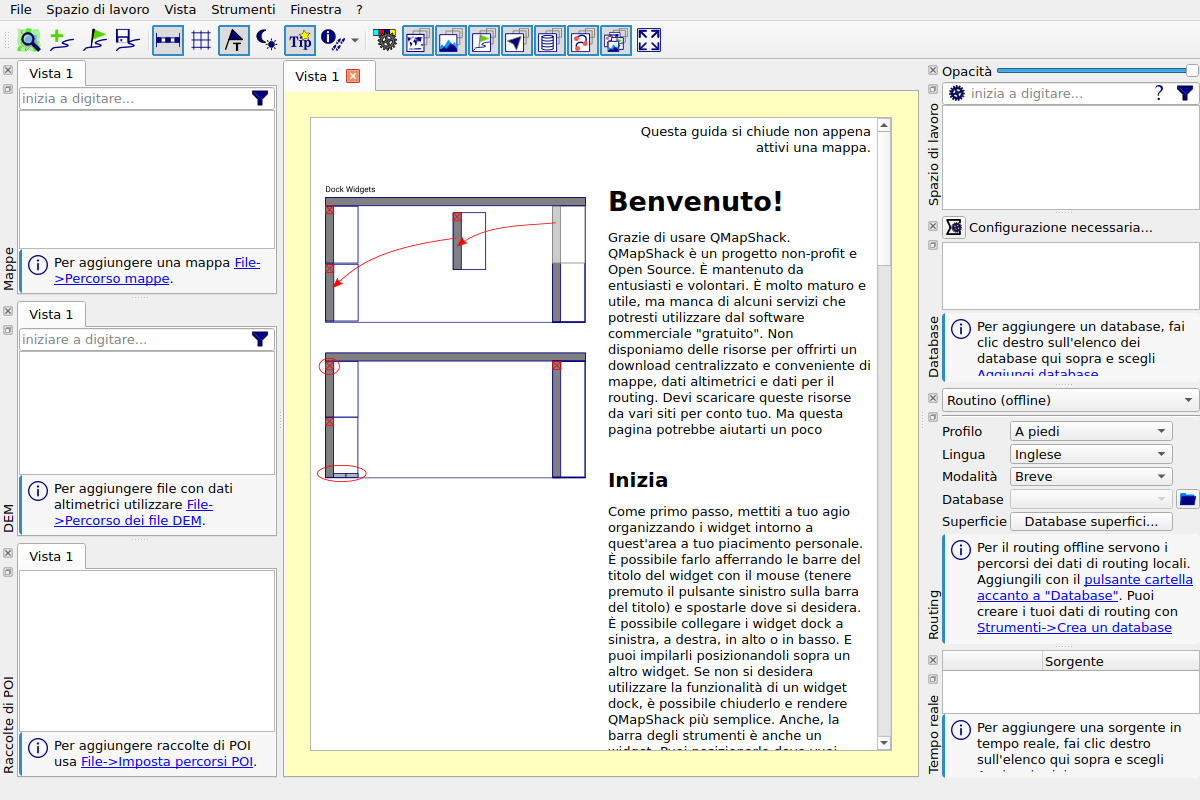 File Spazio di lavoro Vista Strumenti Finestra ?
Tip
Vista 1
inizia a digitare...
Mappe
Per aggiungere una mappa File-
>Percorso mappe.
Vista 1
iniziare a digitare...
DEM
Per aggiungere file con dati
altimetrici utilizzare File-
>Percorso dei file DEM.
Vista 1
Raccolte di POI
Per aggiungere raccolte di POI
usa File->Imposta percorsi POI.
Vista 1
Questa guida si chiude non appena
attivi una mappa.
Dock Widgets
Benvenuto!
Grazie di usare QMapShack.
QMapShack è un progetto non-profit e
Open Source. È mantenuto da
entusiasti e volontari. È molto maturo e
utile, ma manca di alcuni servizi che
potresti utilizzare dal software
commerciale "gratuito". Non
disponiamo delle risorse per offrirti un
download centralizzato e conveniente di
mappe, dati altimetrici e dati per il
routing. Devi scaricare queste risorse
da vari siti per conto tuo. Ma questa
pagina potrebbe aiutarti un poco
Inizia
Come primo passo, mettiti a tuo agio
organizzando i widget intorno a
quest'area a tuo piacimento personale.
È possibile farlo afferrando le barre del
titolo del widget con il mouse (tenere
premuto il pulsante sinistro sulla barra
del titolo) e spostarle dove si desidera.
È possibile collegare i widget dock a
sinistra, a destra, in alto o in basso. E
puoi impilarli posizionandoli sopra un
altro widget. Se non si desidera
utilizzare la funzionalità di un widget
dock, è possibile chiuderlo e rendere
QMapShack più semplice. Anche, la
barra degli strumenti è anche un
Opacità
inizia a digitare... ?
Spazio di lavoro
Configurazione necessaria...
Database
Per aggiungere un database, fai
clic destro sull'elenco dei
database qui sopra e scegli
Aggiungi database
Routino (offline)
Profilo A piedi
Lingua Inglese
Modalità Breve
Database
Superficie Database superfici...
Routing
Per il routing offline servono i
percorsi dei dati di routing locali.
Aggiungili con il pulsante cartella
accanto a "Database". Puoi
creare i tuoi dati di routing con
Strumenti->Crea un database
Sorgente
Tempo reale
Per aggiungere una sorgente in
tempo reale, fai clic destro
sull'elenco qui sopra e scegli